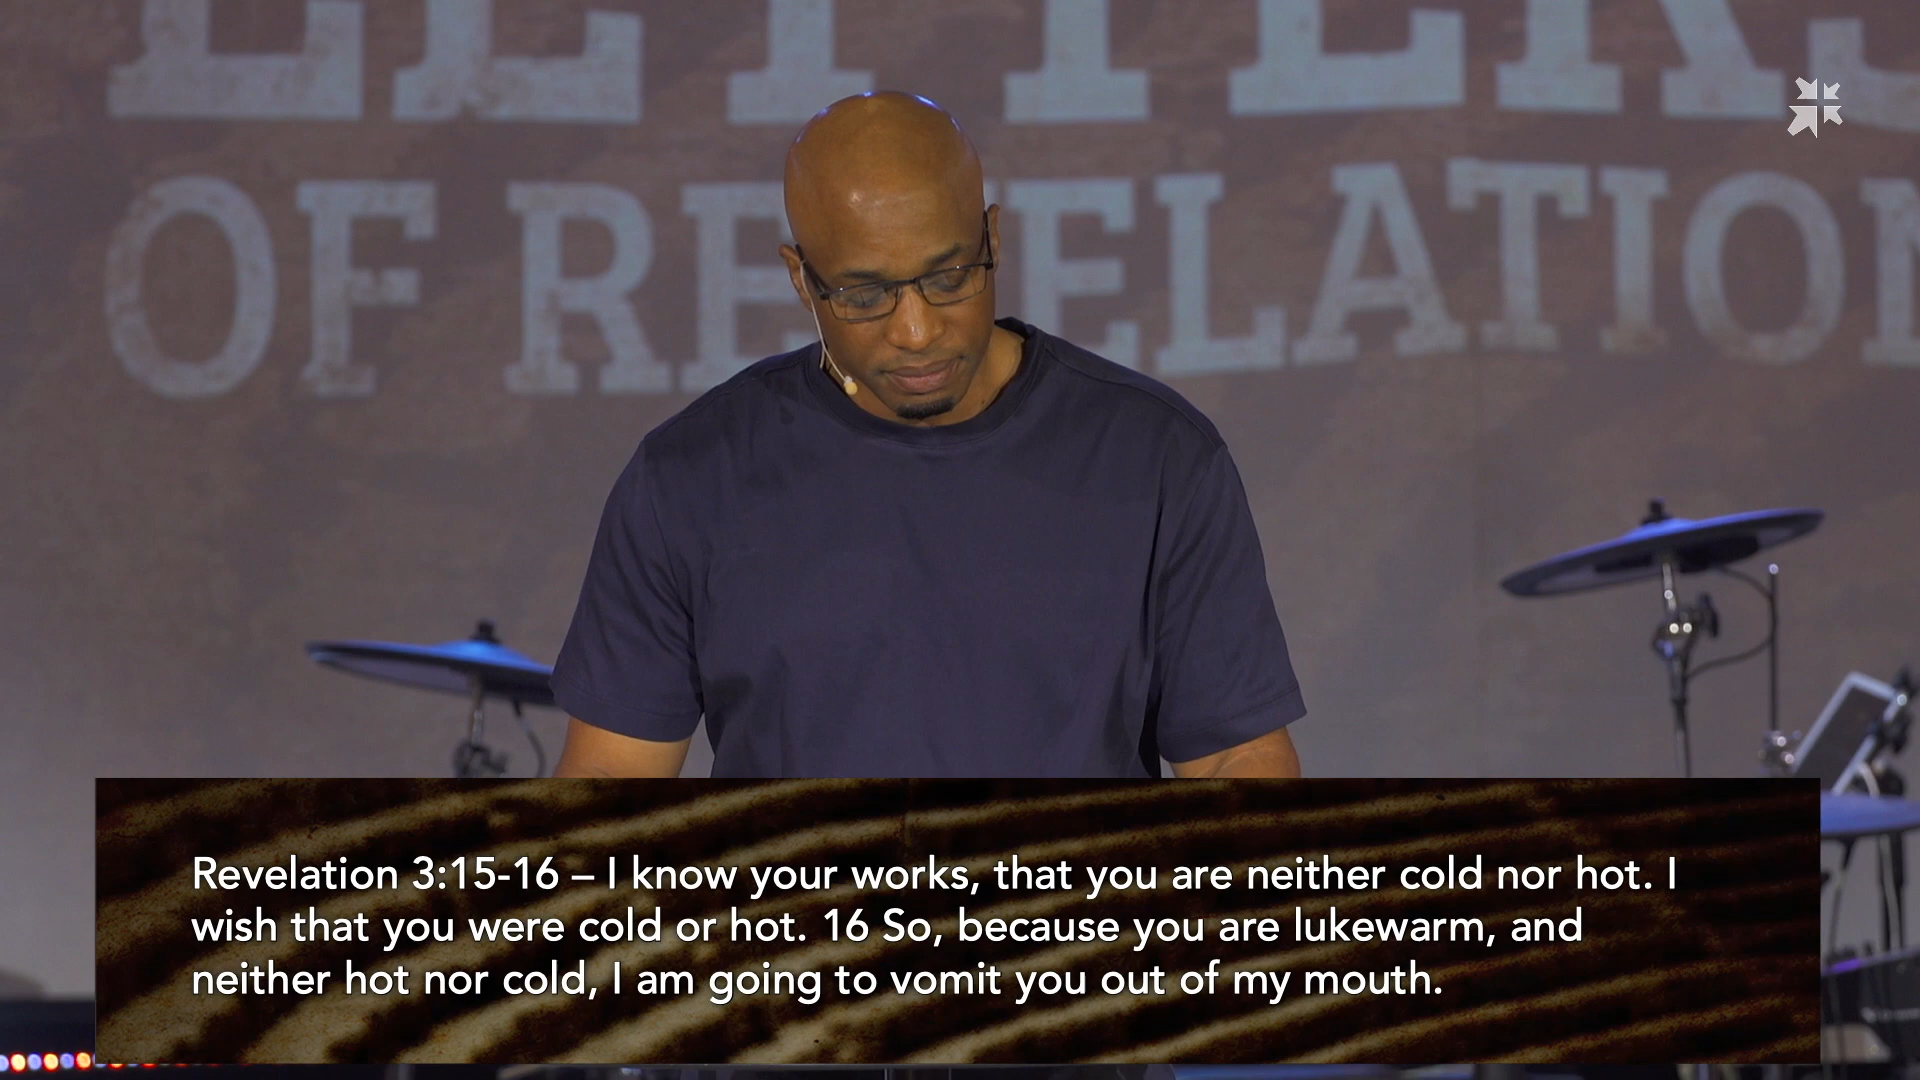 LETTERS
OF REVELATION
Revelation 3:15-16 – I know your works, that you are neither cold nor hot. I
wish that you were cold or hot. 16 So, because you are lukewarm, and
neither hot nor cold, I am going to vomit you out of my mouth.